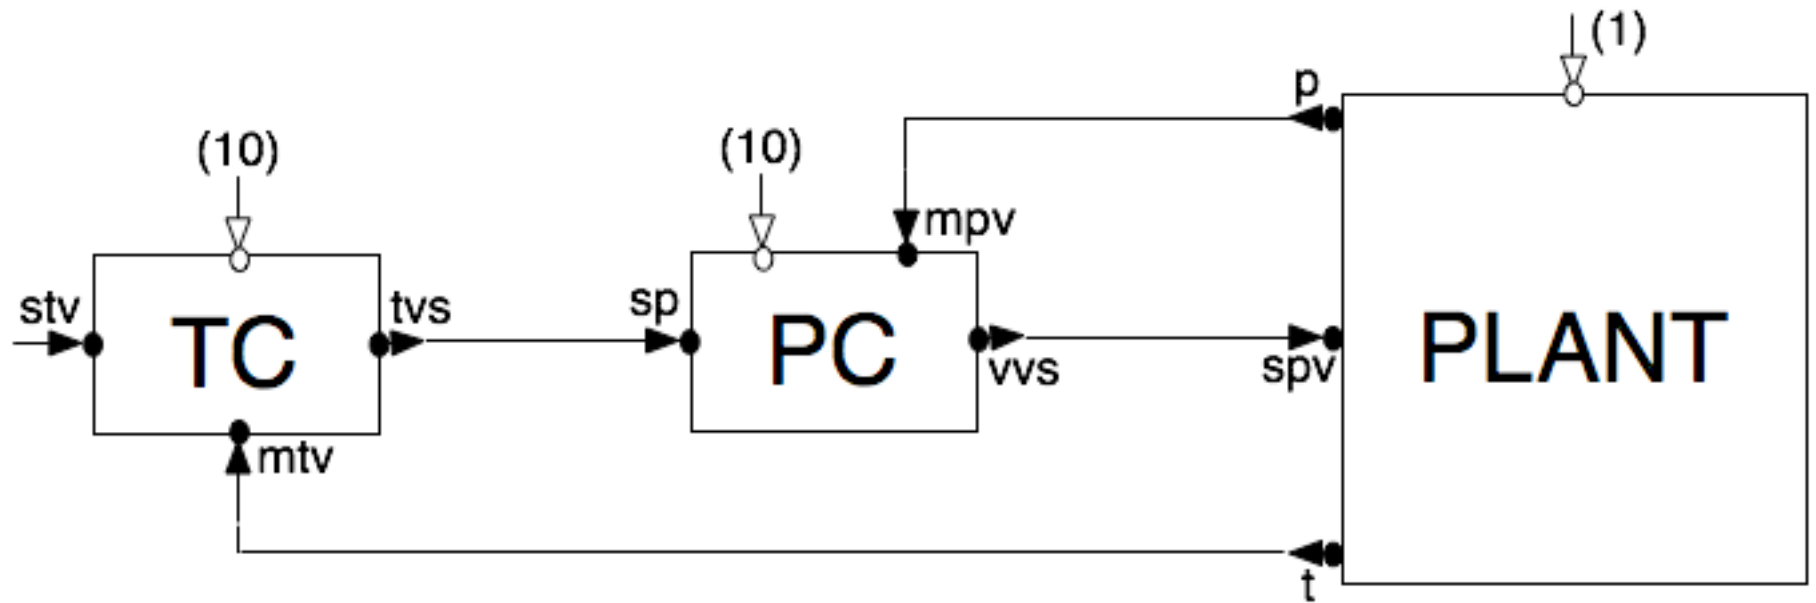 (1)
p
(10)
(10)
mpv
stv
TC
tvs
sp
PC
vvs
spv
PLANT
mtv
t